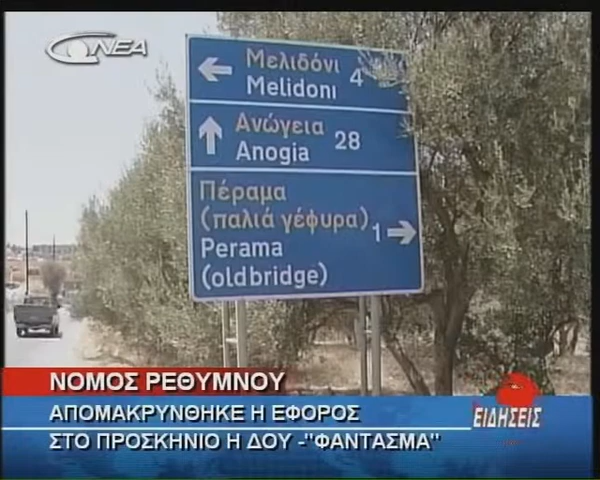 ΝΕΑ
Μελιδόνι
Melidoni 4
Ανώγεια
Anogia 28
Πέραμα
(παλιά γέφυρα) 1
Perama
(oldbridge)
ΝΟΜΟΣ ΡΕΘΥΜΝΟΥ
ΑΠΟΜΑΚΡΥΝΘΗΚΕ Η ΕΦΟΡΟΣ
ΣΤΟ ΠΡΟΣΚΗΝΙΟ Η ΔΟΥ -"ΦΑΝΤΑΣΜΑ"
ΕΙΔΗΣΕΙΣ